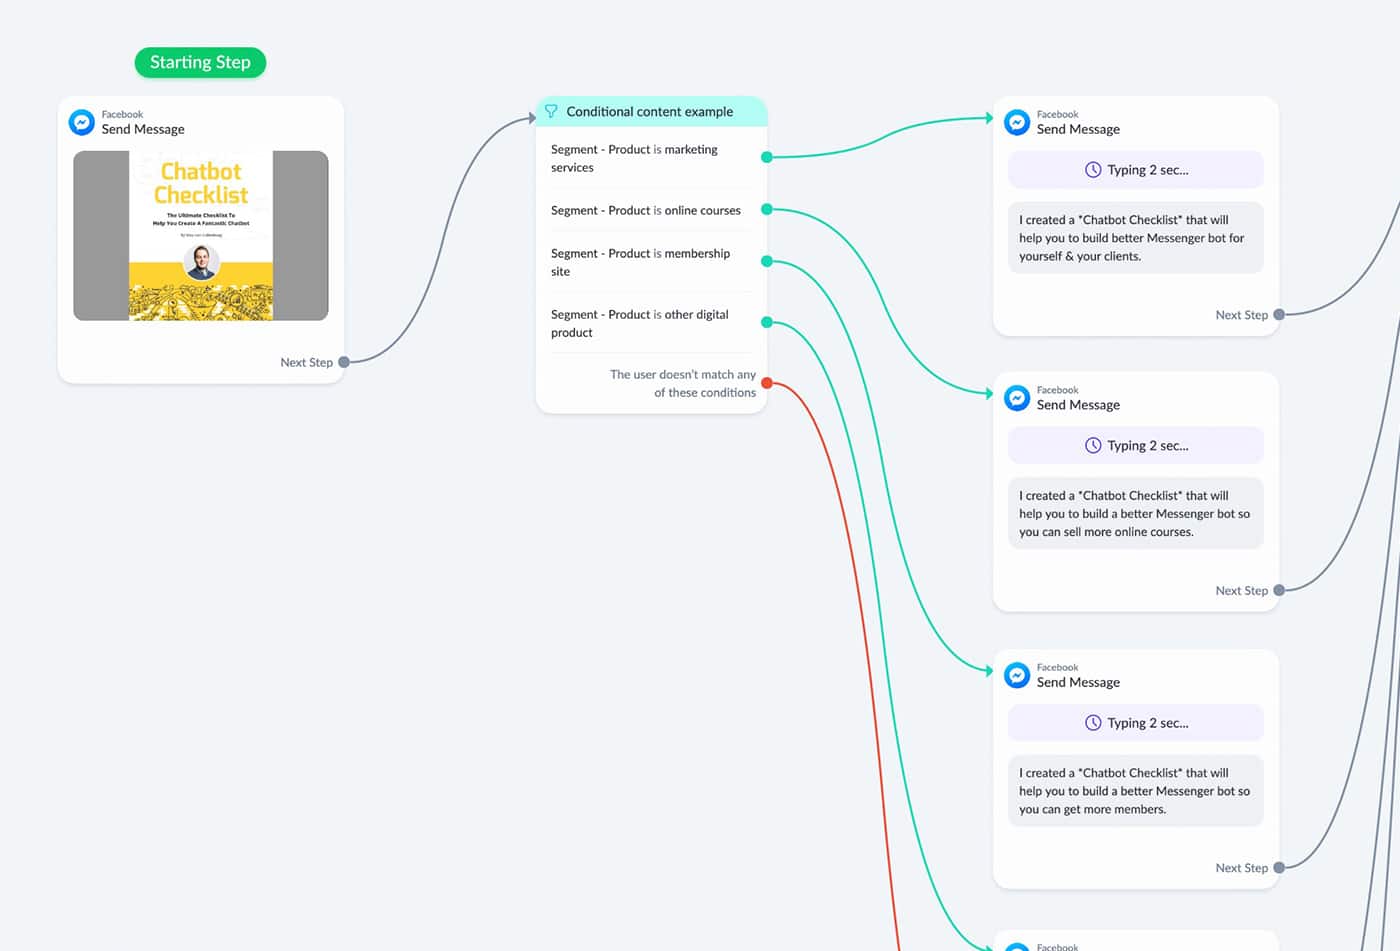 Starting Step
Facebook
Send Message
Chatbot
Checklist
The Ultimate Checklist To
Help You Create A Fantastic Chatbot
Next Step
Conditional content example
Segment - Product is marketing
services
Segment - Product is online courses
Segment - Product is membership
site
Segment - Product is other digital
product
The user doesn't match any
of these conditions
Facebook
Send Message
Typing 2 sec...
I created a *Chatbot Checklist* that will
help you to build better Messenger bot for
yourself & your clients.
Next Step
Facebook
Send Message
Typing 2 sec...
I created a *Chatbot Checklist* that will
help you to build a better Messenger bot so
you can sell more online courses.
Next Step
Facebook
Send Message
Typing 2 sec...
I created a *Chatbot Checklist* that will
help you to build a better Messenger bot so
you can get more members.
Next Step
Facebook